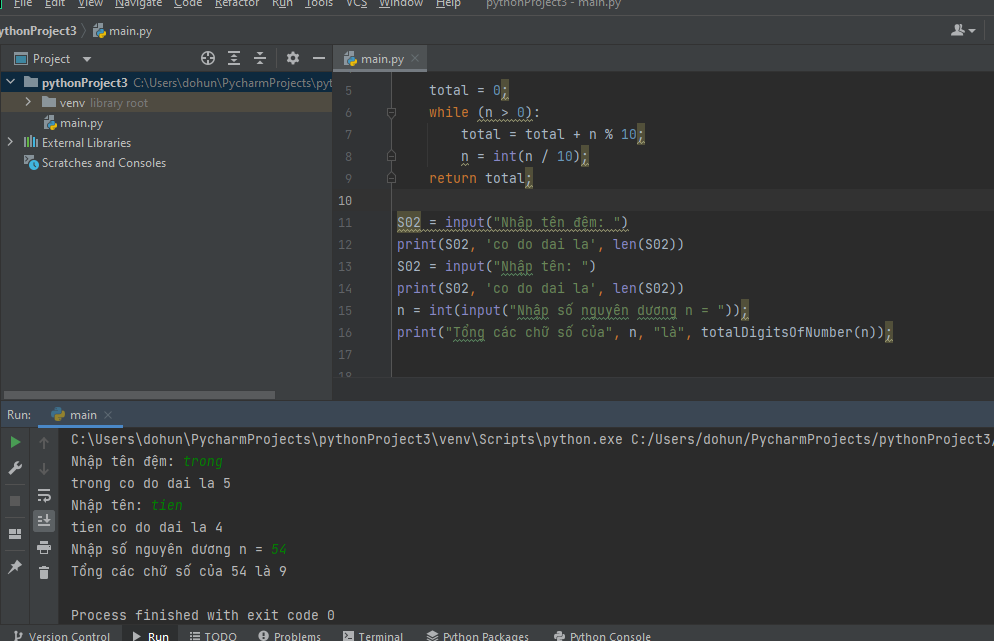 File Edit View Navigate Code Refactor Run Tools VCS Window Help pythonProject3 - main.py
ythonProject3 main.py
Project
main.py
pythonProject3 C:\Users\dohun\PycharmProjects\pyt
venv library root
main.py
External Libraries
Scratches and Consoles
5 total = 0;
6 while (n > 0):
7 total = total + n % 10;
8 n = int(n / 10);
9 return total;
10
11 S02 = input("Nhập tên đệm: ")
12 print(S02, 'co do dai la', len(S02))
13 S02 = input("Nhập tên: ")
14 print(S02, 'co do dai la', len(S02))
15 n = int(input("Nhập số nguyên dương n = "));
16 print("Tổng các chữ số của", n, "là", totalDigitsOfNumber(n));
17
18
Run: main
C:\Users\dohun\PycharmProjects\pythonProject3\venv\Scripts\python.exe C:/Users/dohun/PycharmProjects/pythonProject3/
Nhập tên đệm: trong
trong co do dai la 5
Nhập tên: tien
tien co do dai la 4
Nhập số nguyên dương n = 54
Tổng các chữ số của 54 là 9
Process finished with exit code 0
Version Control Run TODO Problems Terminal Python Packages Python Console